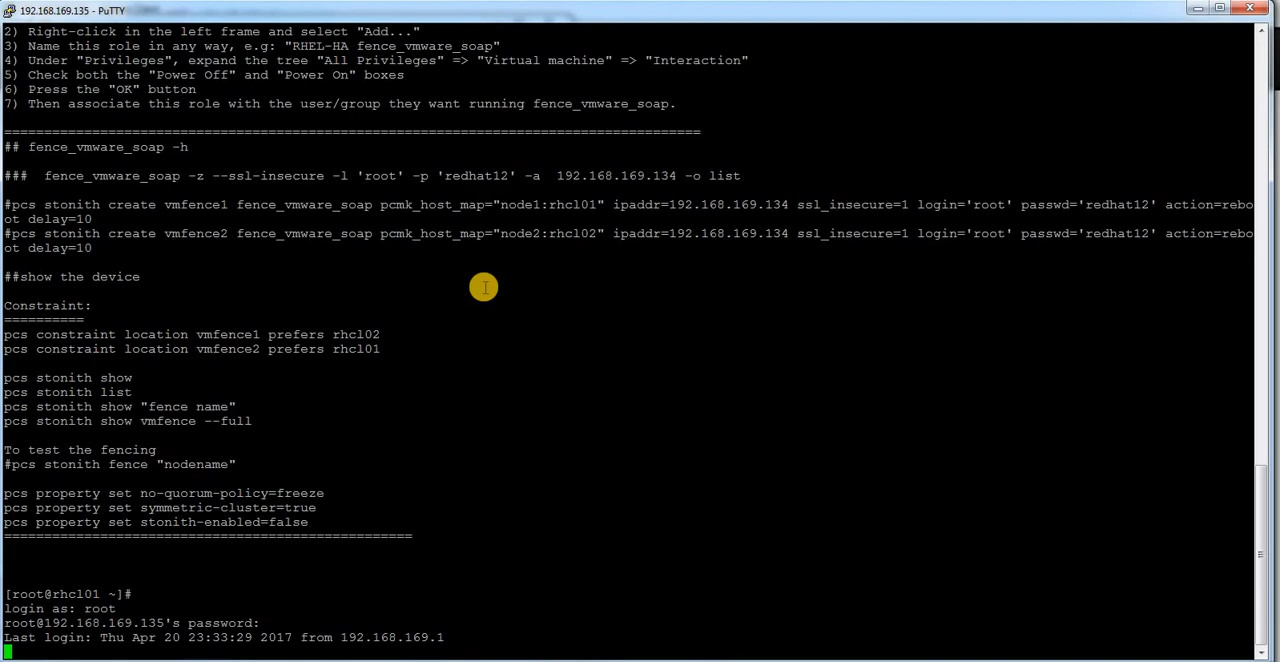 192.168.169.135 - PuTTY
2) Right-click in the left frame and select "Add..."
3) Name this role in any way, e.g: "RHEL-HA fence_vmware_soap"
4) Under "Privileges", expand the tree "All Privileges" => "Virtual machine" => "Interaction"
5) Check both the "Power Off" and "Power On" boxes
6) Press the "OK" button
7) Then associate this role with the user/group they want running fence_vmware_soap.
=======================================================================================
## fence_vmware_soap -h
###  fence_vmware_soap -z --ssl-insecure -l 'root' -p 'redhat12' -a  192.168.169.134 -o list
#pcs stonith create vmfence1 fence_vmware_soap pcmk_host_map="node1:rhcl01" ipaddr=192.168.169.134 ssl_insecure=1 login='root' passwd='redhat12' action=rebo
ot delay=10
#pcs stonith create vmfence2 fence_vmware_soap pcmk_host_map="node2:rhcl02" ipaddr=192.168.169.134 ssl_insecure=1 login='root' passwd='redhat12' action=rebo
ot delay=10
##show the device
Constraint:
==========
pcs constraint location vmfence1 prefers rhcl02
pcs constraint location vmfence2 prefers rhcl01
pcs stonith show
pcs stonith list
pcs stonith show "fence name"
pcs stonith show vmfence --full
To test the fencing
#pcs stonith fence "nodename"
pcs property set no-quorum-policy=freeze
pcs property set symmetric-cluster=true
pcs property set stonith-enabled=false
===================================================
[root@rhcl01 ~]#
login as: root
root@192.168.169.135's password:
Last login: Thu Apr 20 23:33:29 2017 from 192.168.169.1